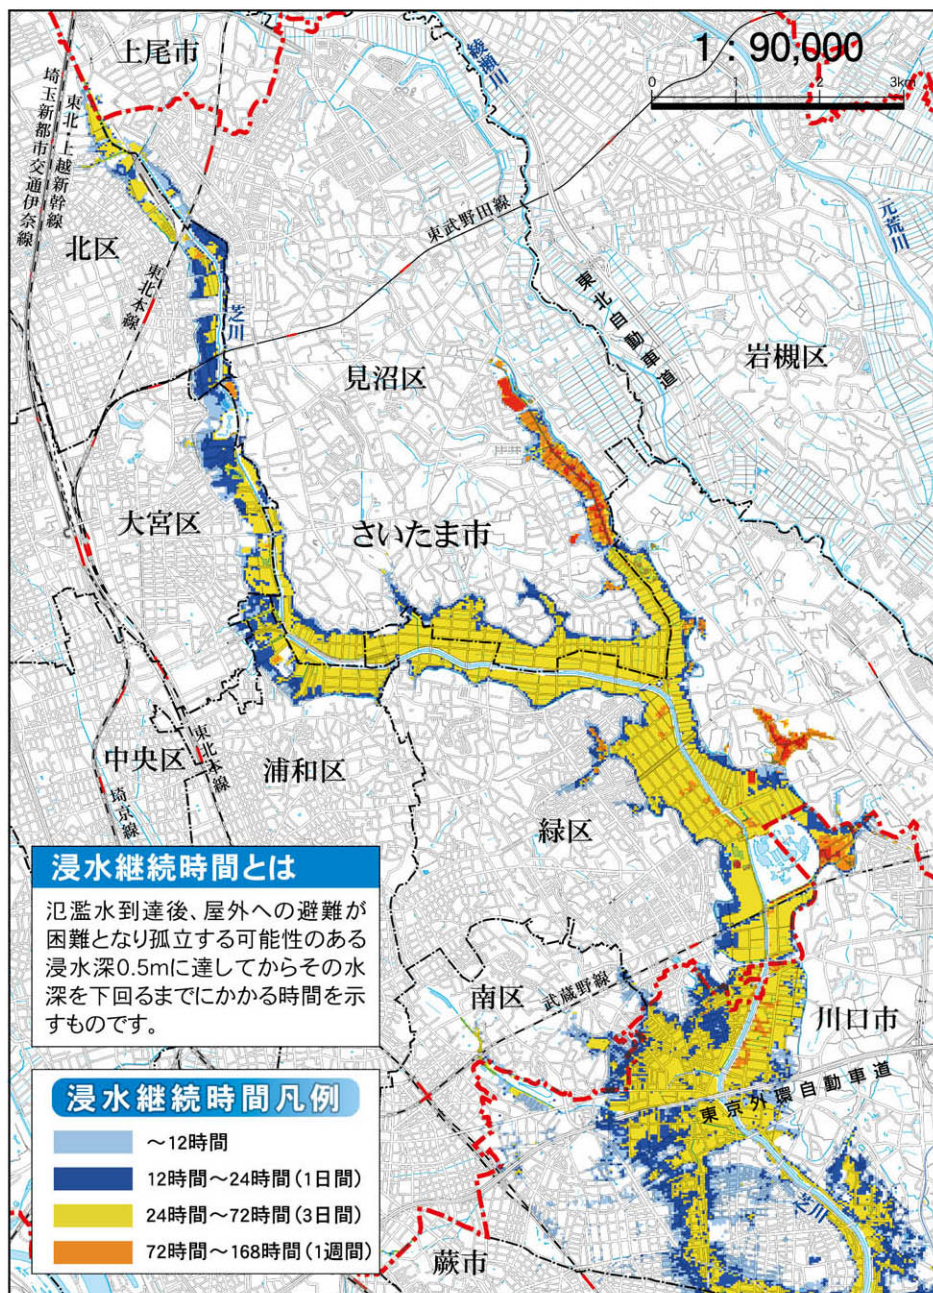 上尾市
綾瀬川
1：90,000
0 1 2 3km
埼玉新都市交通伊奈線
東北・上越新幹線
東武野田線
元荒川
北区
東北本線
芝川
東北自動車道
岩槻区
見沼区
大宮区
さいたま市
中央区
東北本線
浦和区
埼京線
緑区
浸水継続時間とは
氾濫水到達後、屋外への避難が
困難となり孤立する可能性のある
浸水深0.5mに達してからその水
深を下回るまでにかかる時間を示
すものです。
南区
武蔵野線
川口市
東京外環自動車道
浸水継続時間凡例
～12時間
12時間～24時間（1日間）
24時間～72時間（3日間）
72時間～168時間（1週間）
芝川
蕨市